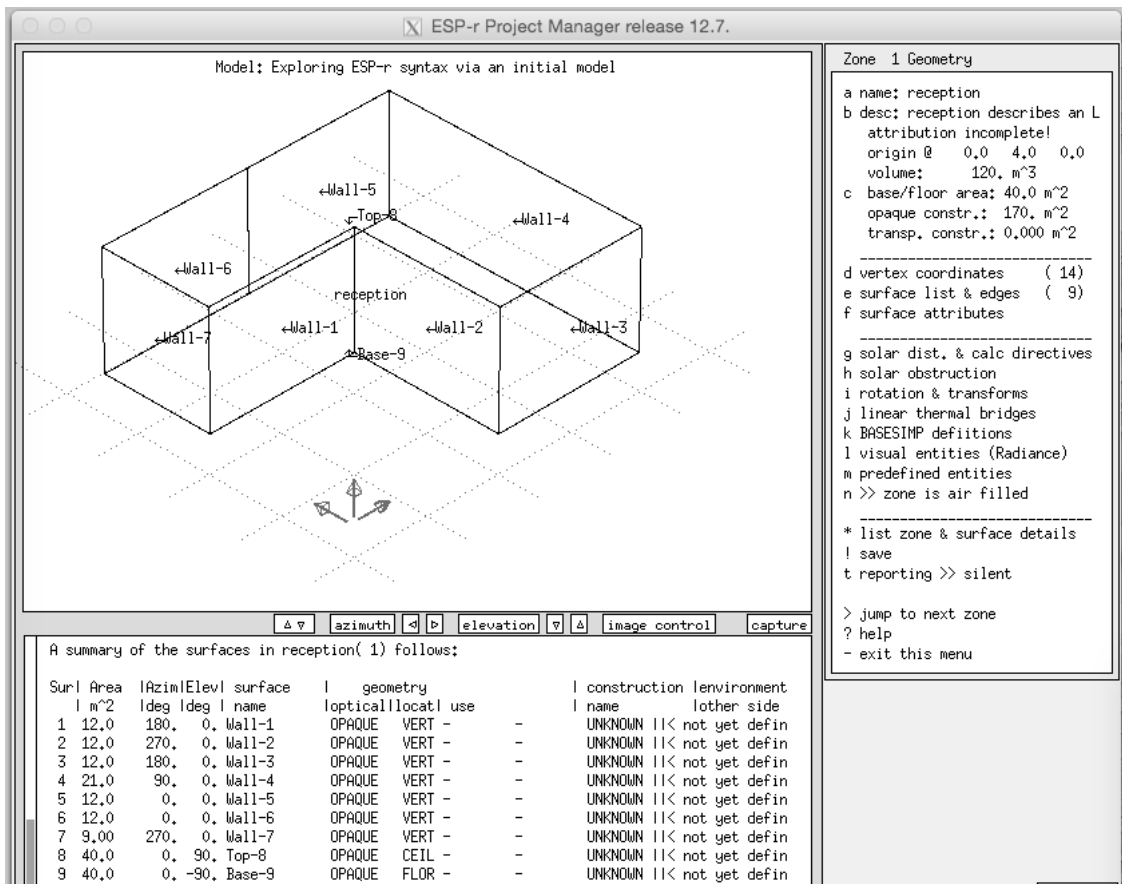 X ESP-r Project Manager release 12.7.
Model: Exploring ESP-r syntax via an initial model
←Wall-5
Top-8
←Wall-4
←Wall-6
reception
←Wall-1
←Wall-2
←Wall-3
←Wall-7
Base-9
azimuth
elevation
image control
capture
Zone 1 Geometry
a name: reception
b desc: reception describes an L
attribution incomplete!
origin @ 0.0 4.0 0.0
volume: 120. m^3
c base/floor area: 40.0 m^2
opaque constr.: 170. m^2
transp. constr.: 0.000 m^2
d vertex coordinates ( 14)
e surface list & edges ( 9)
f surface attributes
g solar dist. & calc directives
h solar obstruction
i rotation & transforms
j linear thermal bridges
k BASESIMP defiitions
l visual entities (Radiance)
m predefined entities
n >> zone is air filled
* list zone & surface details
! save
t reporting >> silent
> jump to next zone
? help
- exit this menu
A summary of the surfaces in reception( 1) follows:
Sur| Area |Azim|Elev| surface | geometry | construction |environment
| m^2 |deg |deg | name |optical|locat| use | name |other side
1 12.0 180. 0. Wall-1 OPAQUE VERT - - UNKNOWN ||< not yet defin
2 12.0 270. 0. Wall-2 OPAQUE VERT - - UNKNOWN ||< not yet defin
3 12.0 180. 0. Wall-3 OPAQUE VERT - - UNKNOWN ||< not yet defin
4 21.0 90. 0. Wall-4 OPAQUE VERT - - UNKNOWN ||< not yet defin
5 12.0 0. 0. Wall-5 OPAQUE VERT - - UNKNOWN ||< not yet defin
6 12.0 0. 0. Wall-6 OPAQUE VERT - - UNKNOWN ||< not yet defin
7 9.00 270. 0. Wall-7 OPAQUE VERT - - UNKNOWN ||< not yet defin
8 40.0 0. 90. Top-8 OPAQUE CEIL - - UNKNOWN ||< not yet defin
9 40.0 0. -90. Base-9 OPAQUE FLOR - - UNKNOWN ||< not yet defin